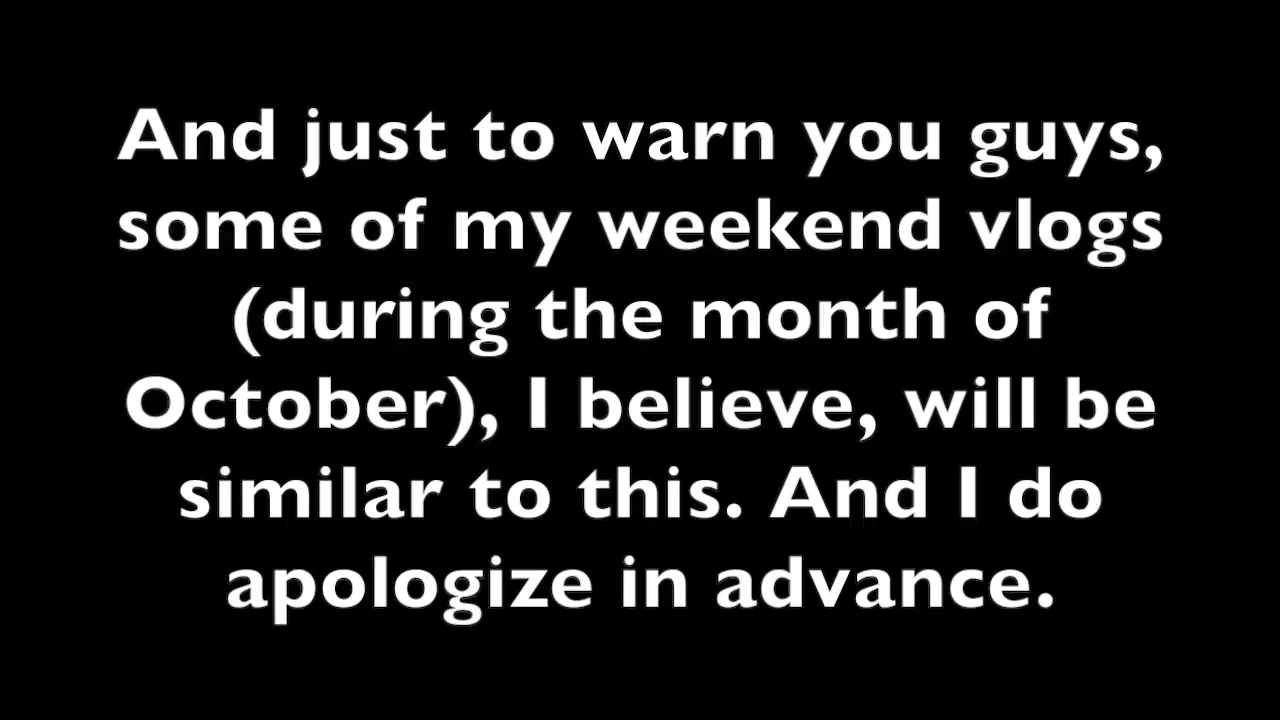 And just to warn you guys,
some of my weekend vlogs
(during the month of
October), I believe, will be
similar to this. And I do
apologize in advance.